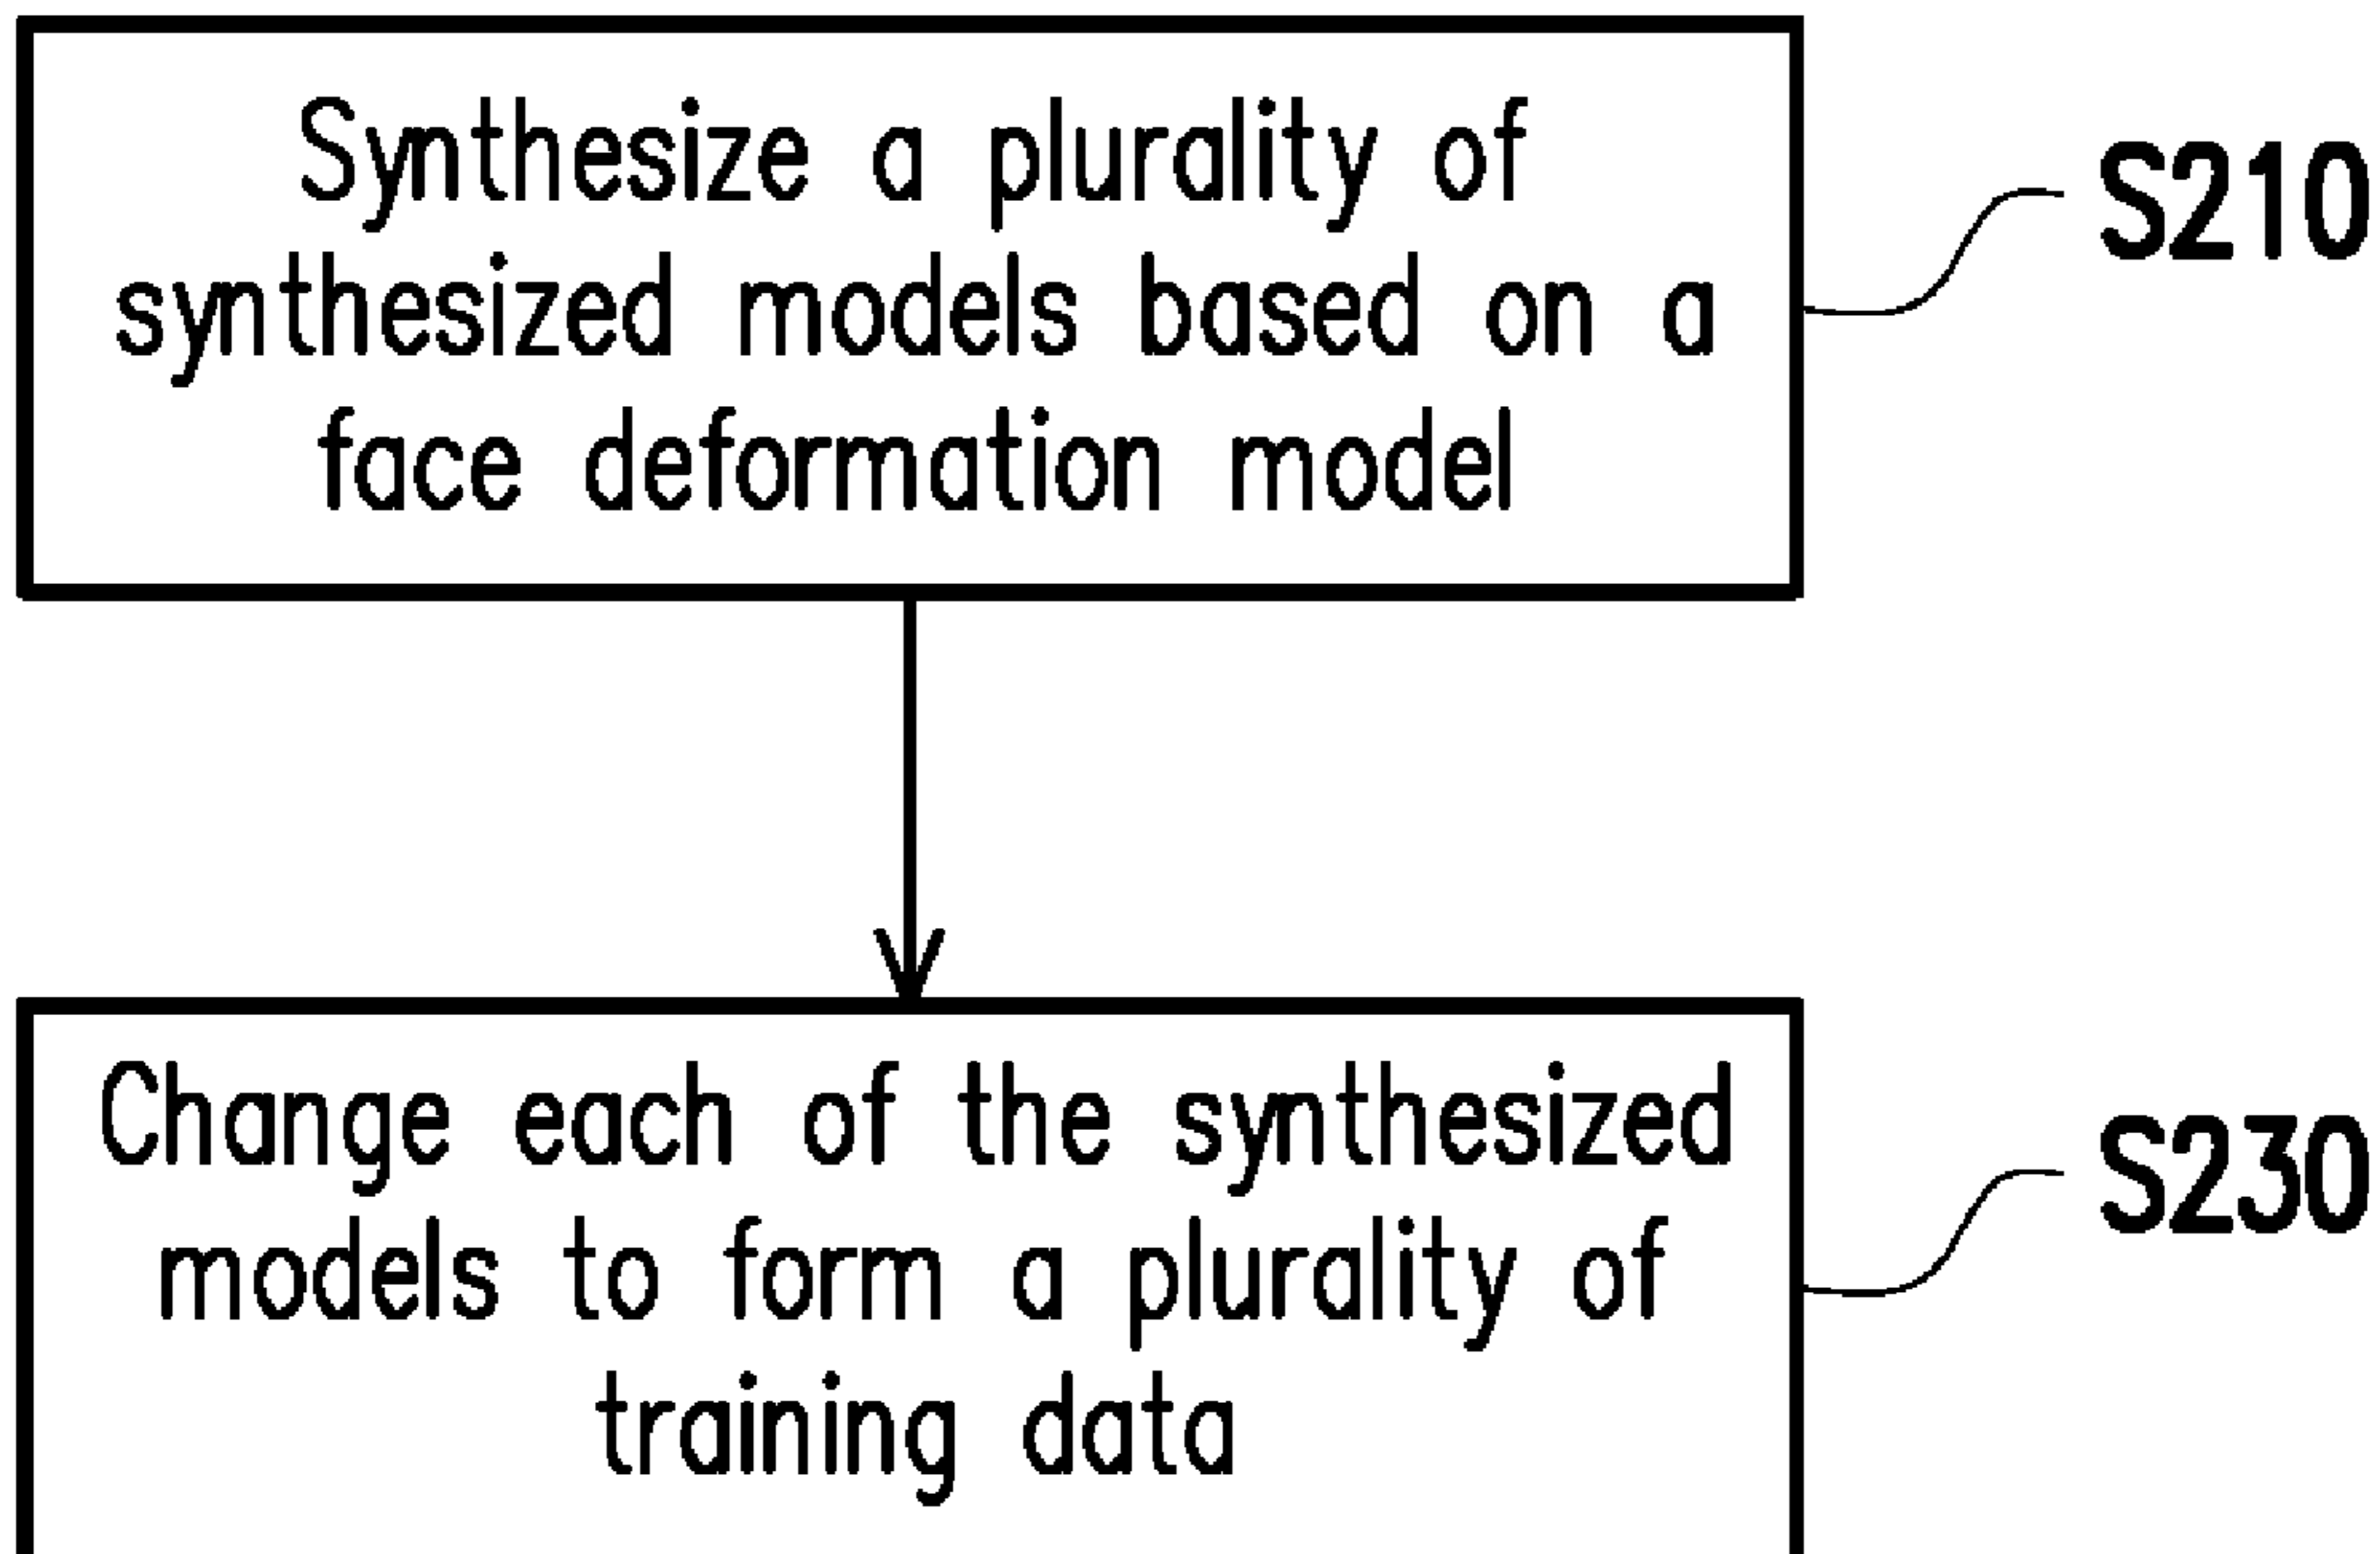 Synthesize a plurality of
synthesized models based on a
face deformation model
S210
Change each of the synthesized
models to form a plurality of
training data
S230